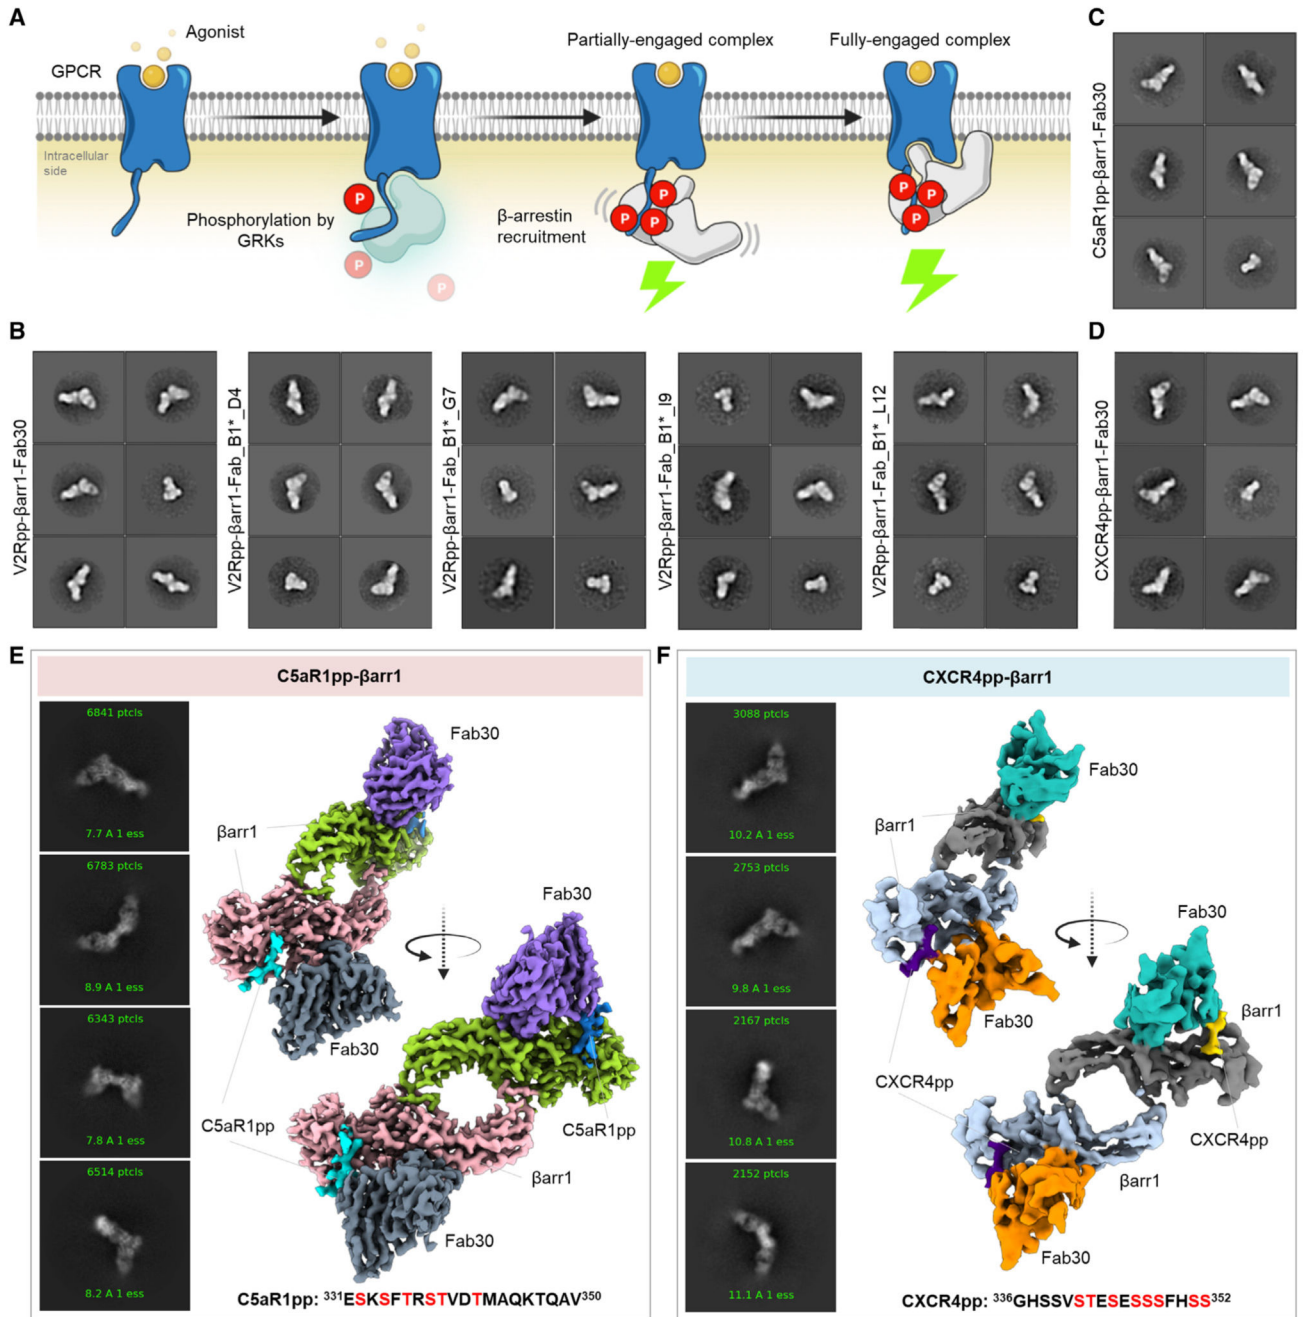 A
Agonist
GPCR
Partially-engaged complex
Fully-engaged complex
Intracellular
side
P
Phosphorylation by
GRKs
P
P
β-arrestin
recruitment
P
P
P
P
P
P
C
C5aR1pp-βarr1-Fab30
B
V2Rpp-βarr1-Fab30
V2Rpp-βarr1-Fab_B1*_D4
V2Rpp-βarr1-Fab_B1*_G7
V2Rpp-βarr1-Fab_B1*_I9
V2Rpp-βarr1-Fab_B1*_L12
D
CXCR4pp-βarr1-Fab30
E
C5aR1pp-βarr1
6841 ptcls
7.7 A 1 ess
6783 ptcls
8.9 A 1 ess
6343 ptcls
7.8 A 1 ess
6514 ptcls
8.2 A 1 ess
Fab30
βarr1
Fab30
Fab30
C5aR1pp
C5aR1pp
βarr1
Fab30
C5aR1pp: 331ESKSFTRSTVDTMAQKTQAV350
F
CXCR4pp-βarr1
3088 ptcls
10.2 A 1 ess
2753 ptcls
9.8 A 1 ess
2167 ptcls
10.8 A 1 ess
2152 ptcls
11.1 A 1 ess
Fab30
βarr1
Fab30
Fab30
βarr1
CXCR4pp
CXCR4pp
βarr1
Fab30
CXCR4pp: 336GHSSVSTESESSSFHSS352